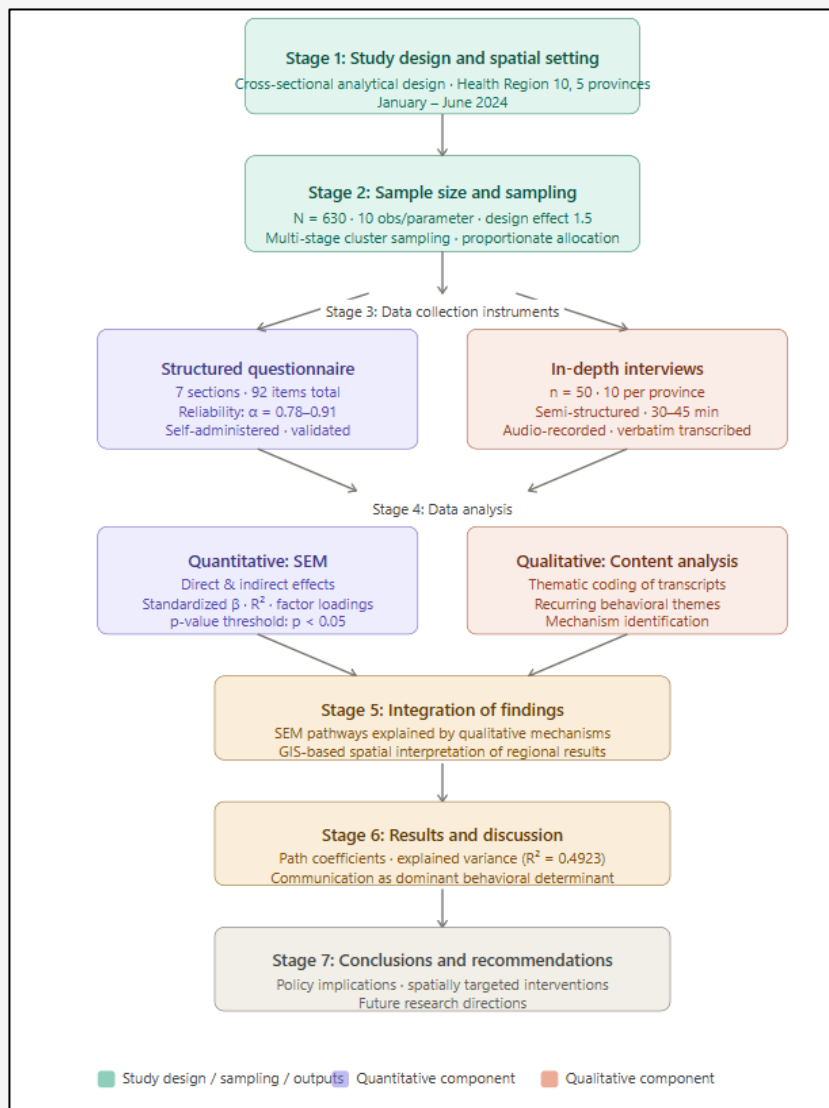 Stage 1: Study design and spatial setting
Cross-sectional analytical design · Health Region 10, 5 provinces
January – June 2024
Stage 2: Sample size and sampling
N = 630 · 10 obs/parameter · design effect 1.5
Multi-stage cluster sampling · proportionate allocation
Stage 3: Data collection instruments
Structured questionnaire
7 sections · 92 items total
Reliability: α = 0.78–0.91
Self-administered · validated
In-depth interviews
n = 50 · 10 per province
Semi-structured · 30–45 min
Audio-recorded · verbatim transcribed
Stage 4: Data analysis
Quantitative: SEM
Direct & indirect effects
Standardized β · R² · factor loadings
p-value threshold: p < 0.05
Qualitative: Content analysis
Thematic coding of transcripts
Recurring behavioral themes
Mechanism identification
Stage 5: Integration of findings
SEM pathways explained by qualitative mechanisms
GIS-based spatial interpretation of regional results
Stage 6: Results and discussion
Path coefficients · explained variance (R² = 0.4923)
Communication as dominant behavioral determinant
Stage 7: Conclusions and recommendations
Policy implications · spatially targeted interventions
Future research directions
Study design / sampling / outputs Quantitative component Qualitative component